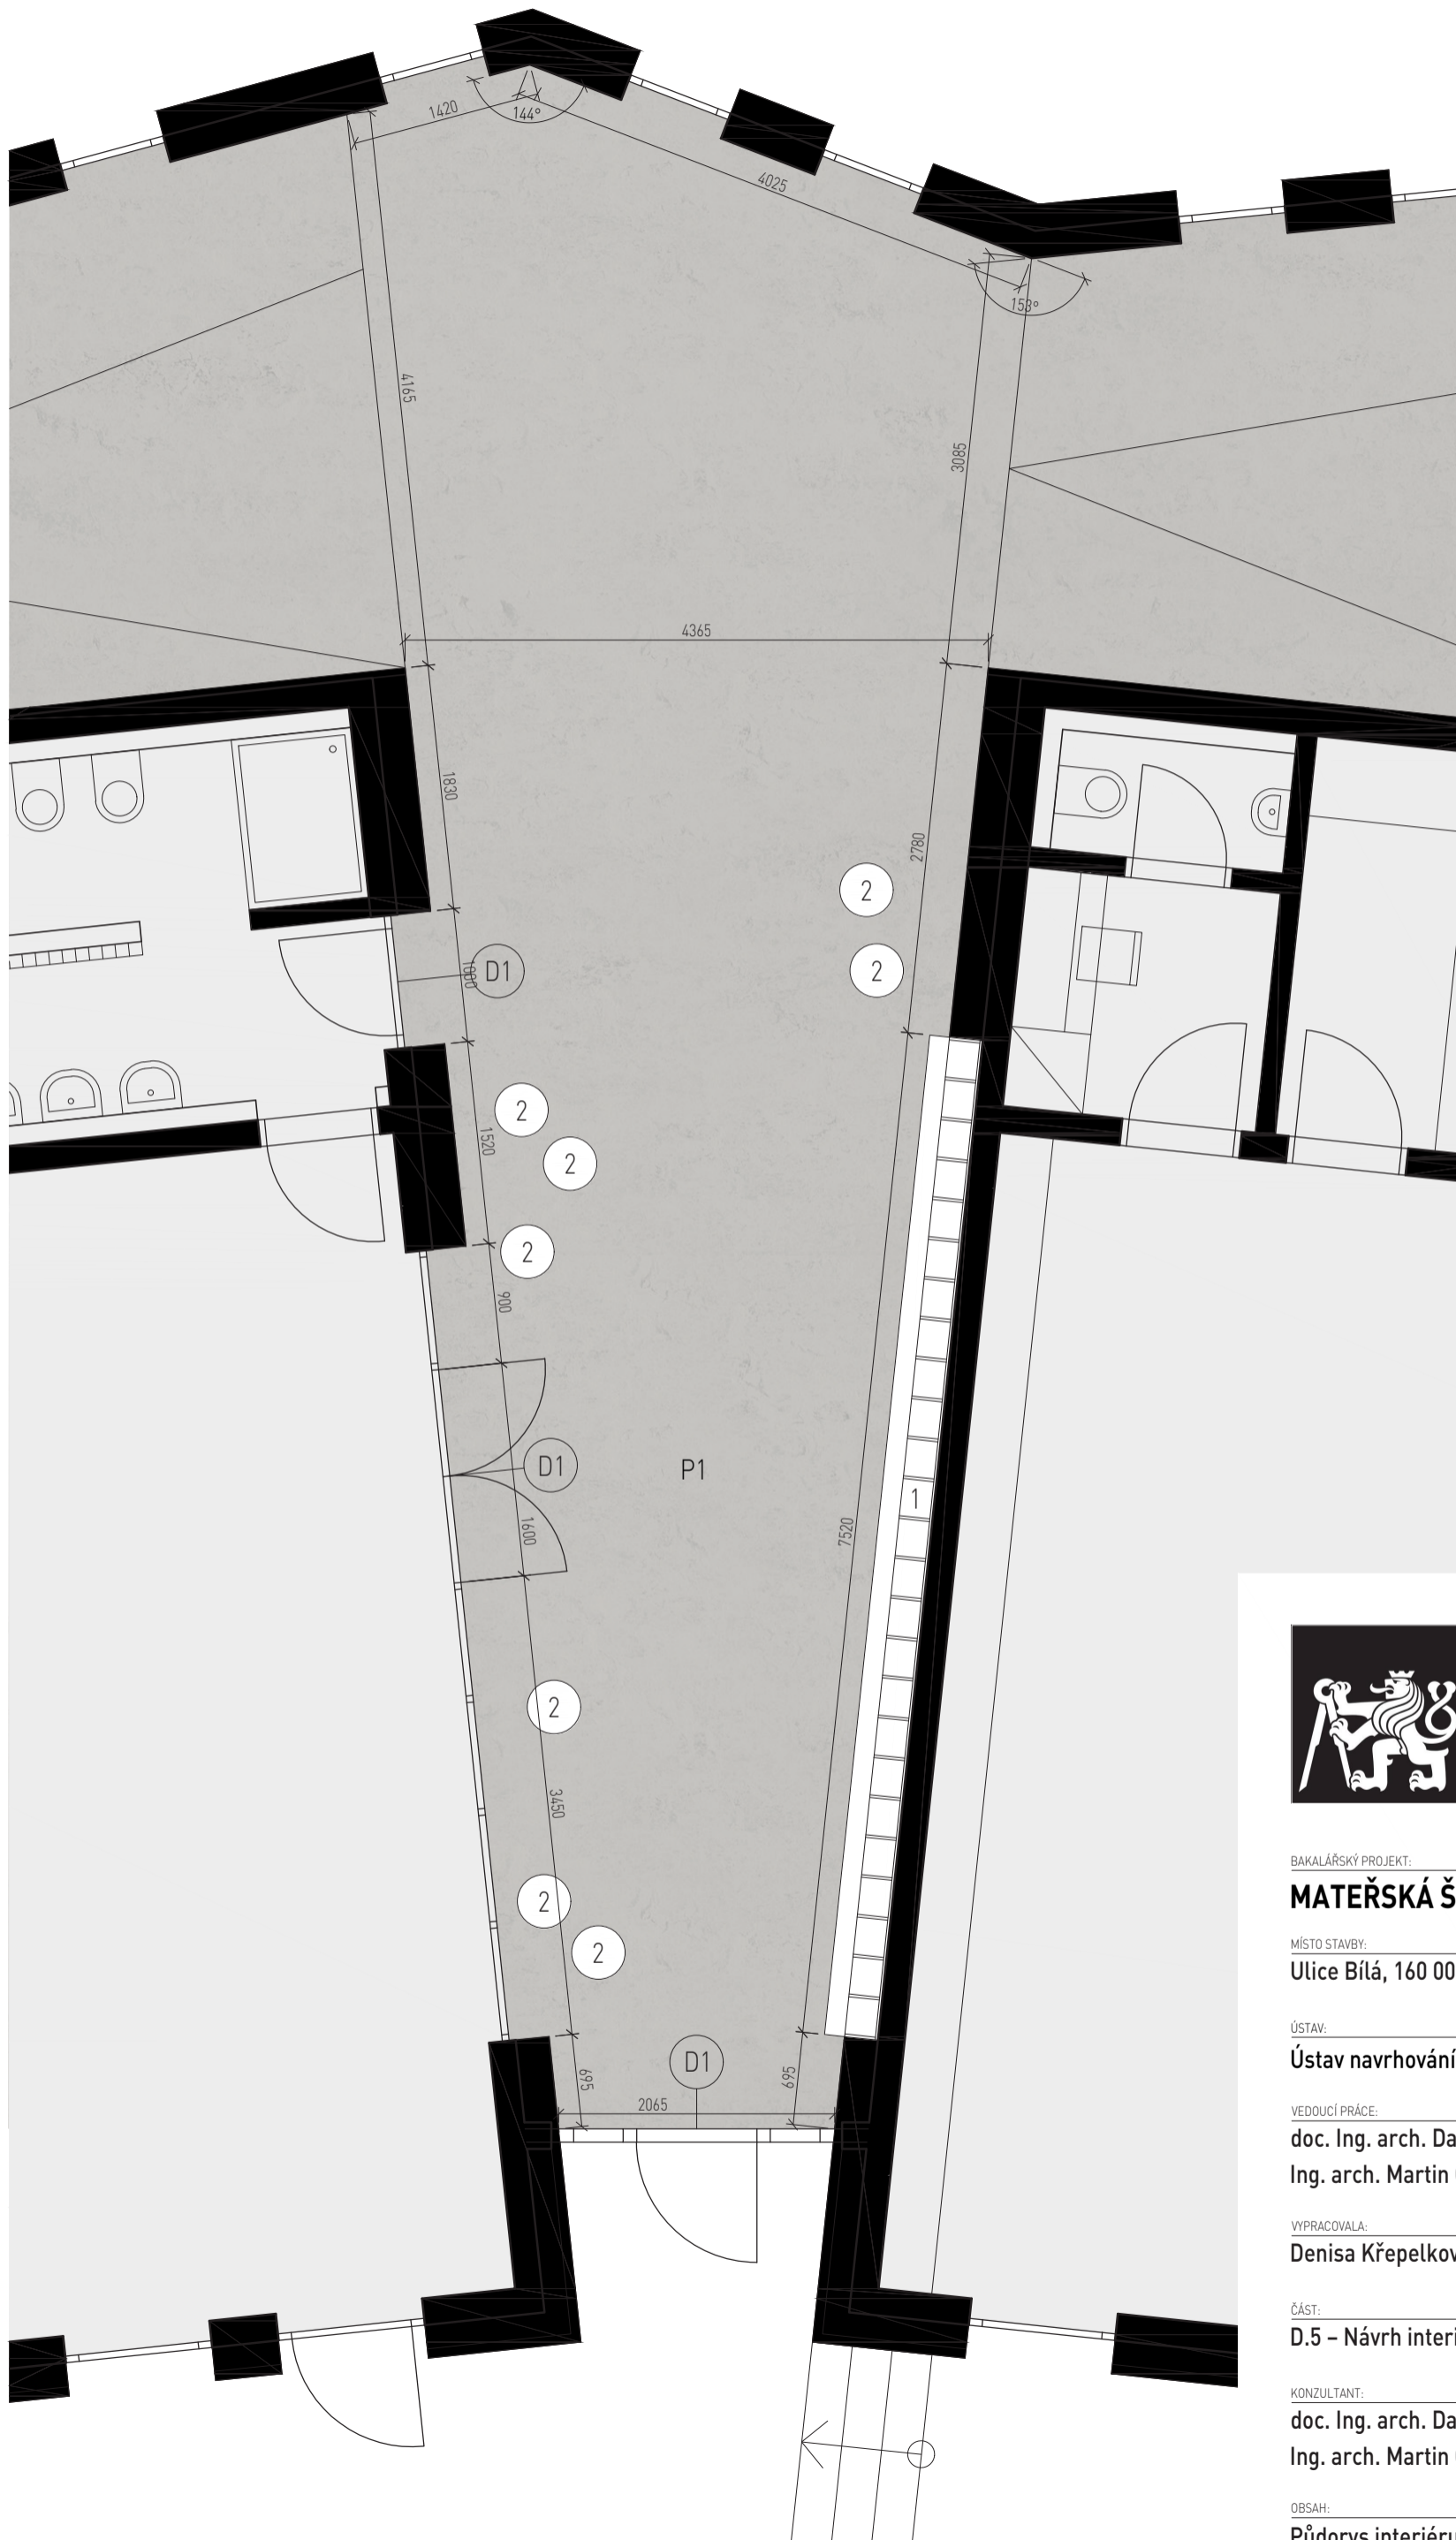 1420
144°
4025
153°
4165
3085
4365
1830
2780
2
1000
D1
2
2
1520
2
2
900
D1
P1
1
1600
7520
2
3450
2
2
695
D1
695
2065
BAKALÁŘSKÝ PROJEKT:
MATEŘSKÁ Š
MÍSTO STAVBY:
Ulice Bílá, 160 00
ÚSTAV:
Ústav navrhování
VEDOUCÍ PRÁCE:
doc. Ing. arch. Da
Ing. arch. Martin
VYPRACOVALA:
Denisa Křepelkov
ČÁST:
D.5 – Návrh interi
KONZULTANT:
doc. Ing. arch. Da
Ing. arch. Martin
OBSAH:
Půdorys interiéru